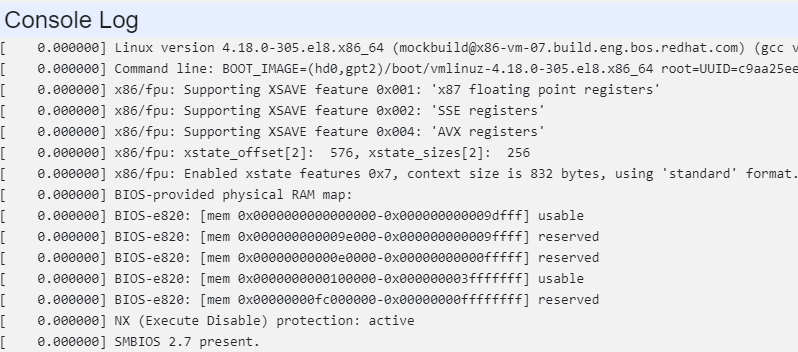 Console Log
[    0.000000] Linux version 4.18.0-305.el8.x86_64 (mockbuild@x86-vm-07.build.eng.bos.redhat.com) (gcc v
[    0.000000] Command line: BOOT_IMAGE=(hd0,gpt2)/boot/vmlinuz-4.18.0-305.el8.x86_64 root=UUID=c9aa25ee
[    0.000000] x86/fpu: Supporting XSAVE feature 0x001: 'x87 floating point registers'
[    0.000000] x86/fpu: Supporting XSAVE feature 0x002: 'SSE registers'
[    0.000000] x86/fpu: Supporting XSAVE feature 0x004: 'AVX registers'
[    0.000000] x86/fpu: xstate_offset[2]:  576, xstate_sizes[2]:  256
[    0.000000] x86/fpu: Enabled xstate features 0x7, context size is 832 bytes, using 'standard' format.
[    0.000000] BIOS-provided physical RAM map:
[    0.000000] BIOS-e820: [mem 0x0000000000000000-0x000000000009dfff] usable
[    0.000000] BIOS-e820: [mem 0x000000000009e000-0x000000000009ffff] reserved
[    0.000000] BIOS-e820: [mem 0x00000000000e0000-0x00000000000fffff] reserved
[    0.000000] BIOS-e820: [mem 0x0000000000100000-0x000000003fffffff] usable
[    0.000000] BIOS-e820: [mem 0x00000000fc000000-0x00000000ffffffff] reserved
[    0.000000] NX (Execute Disable) protection: active
[    0.000000] SMBIOS 2.7 present.